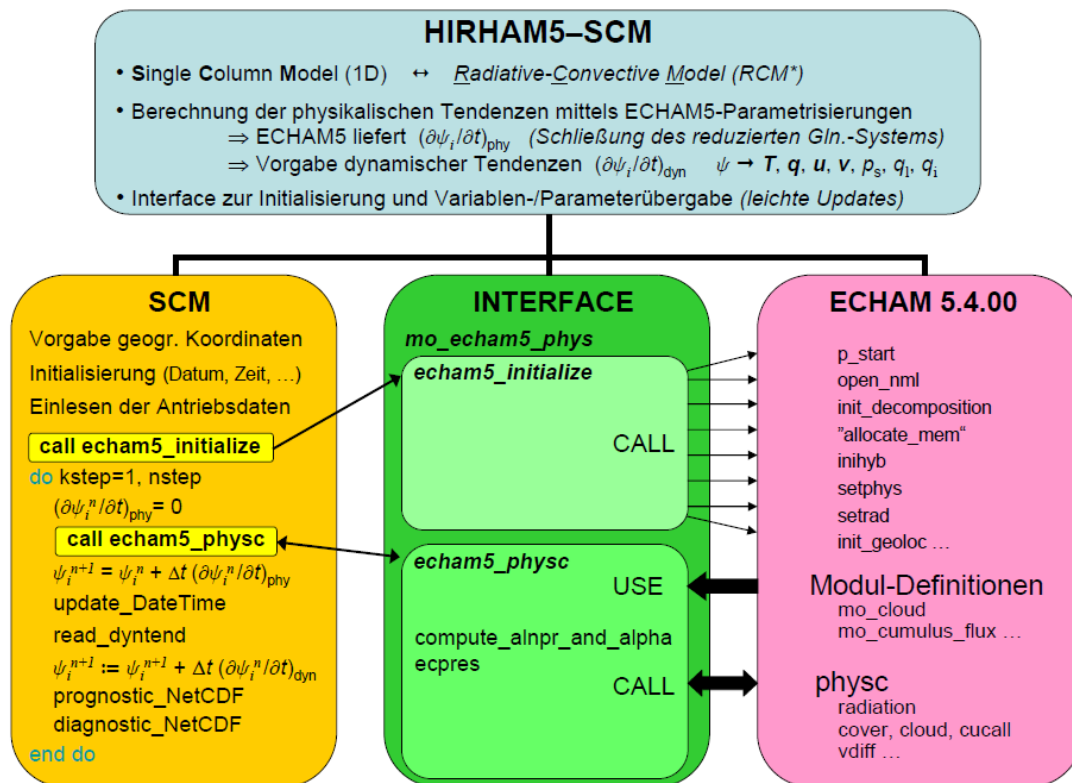 HIRHAM5–SCM
• Single Column Model (1D) ↔ Radiative-Convective Model (RCM*)
• Berechnung der physikalischen Tendenzen mittels ECHAM5-Parametrisierungen
⇒ ECHAM5 liefert (∂ψᵢ/∂t)phy (Schließung des reduzierten Gln.-Systems)
⇒ Vorgabe dynamischer Tendenzen (∂ψᵢ/∂t)dyn ψ → T, q, u, v, pₛ, qₗ, qᵢ
• Interface zur Initialisierung und Variablen-/Parameterübergabe (leichte Updates)
SCM
Vorgabe geogr. Koordinaten
Initialisierung (Datum, Zeit, ...)
Einlesen der Antriebsdaten
call echam5_initialize
do kstep=1, nstep
(∂ψᵢⁿ/∂t)phy = 0
call echam5_physc
ψᵢⁿ⁺¹ = ψᵢⁿ + Δt (∂ψᵢⁿ/∂t)phy
update_DateTime
read_dyntend
ψᵢⁿ⁺¹ := ψᵢⁿ⁺¹ + Δt (∂ψᵢⁿ/∂t)dyn
prognostic_NetCDF
diagnostic_NetCDF
end do
INTERFACE
mo_echam5_phys
echam5_initialize
CALL
echam5_physc
USE
compute_alnpr_and_alpha
ecpres
CALL
ECHAM 5.4.00
p_start
open_nml
init_decomposition
”allocate_mem“
inihyb
setphys
setrad
init_geoloc ...
Modul-Definitionen
mo_cloud
mo_cumulus_flux ...
physc
radiation
cover, cloud, cucall
vdiff ...